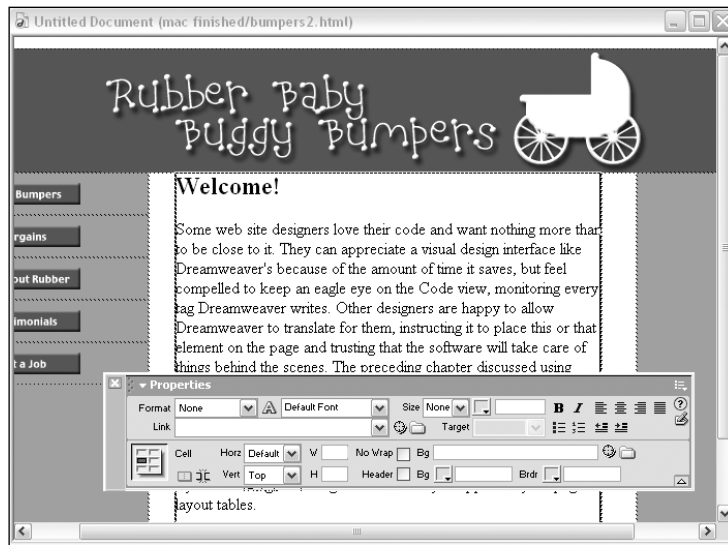 Untitled Document (mac finished/bumpers2.html)
Rubber Baby
Buggy Bumpers
Bumpers
rgains
out Rubber
imonials
t a Job
Welcome!
Some web site designers love their code and want nothing more than
to be close to it. They can appreciate a visual design interface like
Dreamweaver's because of the amount of time it saves, but feel
compelled to keep an eagle eye on the Code view, monitoring every
tag Dreamweaver writes. Other designers are happy to allow
Dreamweaver to translate for them, instructing it to place this or that
element on the page and trusting that the software will take care of
things behind the scenes. The preceding chapter discussed using
Properties
Format None Default Font Size None B I
Link Target
Cell Horz Default W No Wrap Bg
Vert Top H Header Bg Brdr
layout tables.